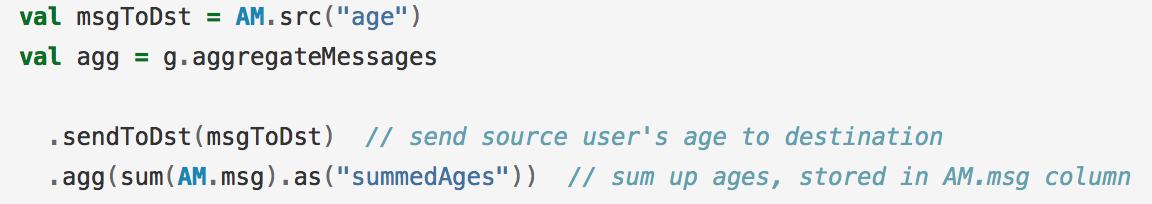 val msgToDst = AM.src("age")
val agg = g.aggregateMessages
.sendToDst(msgToDst)  // send source user's age to destination
.agg(sum(AM.msg).as("summedAges"))  // sum up ages, stored in AM.msg column